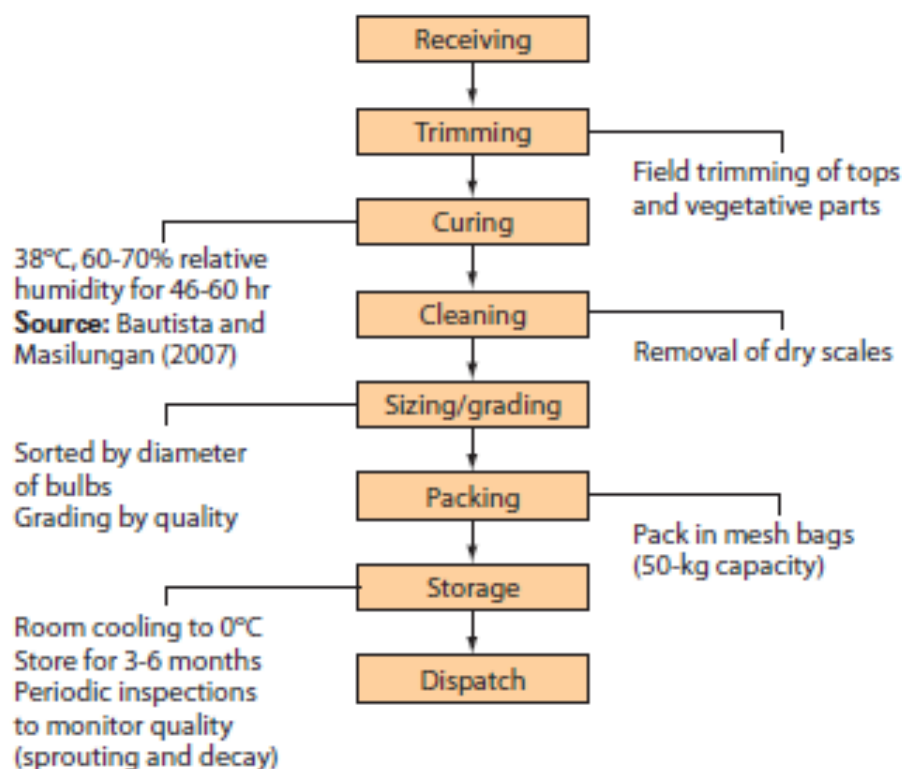 Receiving
Trimming
Field trimming of tops
and vegetative parts
Curing
38°C, 60-70% relative
humidity for 46-60 hr
Source: Bautista and
Masilungan (2007)
Cleaning
Removal of dry scales
Sizing/grading
Sorted by diameter
of bulbs
Grading by quality
Packing
Pack in mesh bags
(50-kg capacity)
Storage
Room cooling to 0°C
Store for 3-6 months
Periodic inspections
to monitor quality
(sprouting and decay)
Dispatch